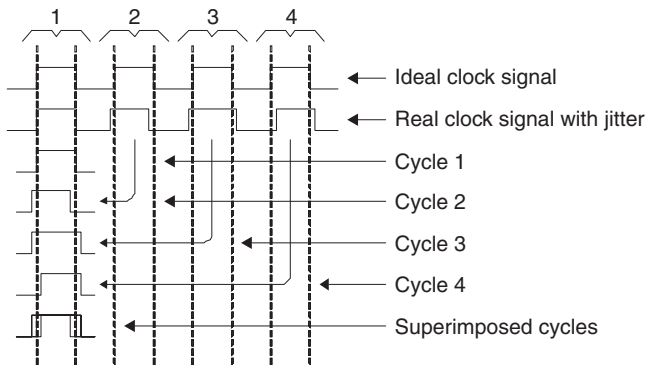 1 2 3 4
Ideal clock signal
Real clock signal with jitter
Cycle 1
Cycle 2
Cycle 3
Cycle 4
Superimposed cycles